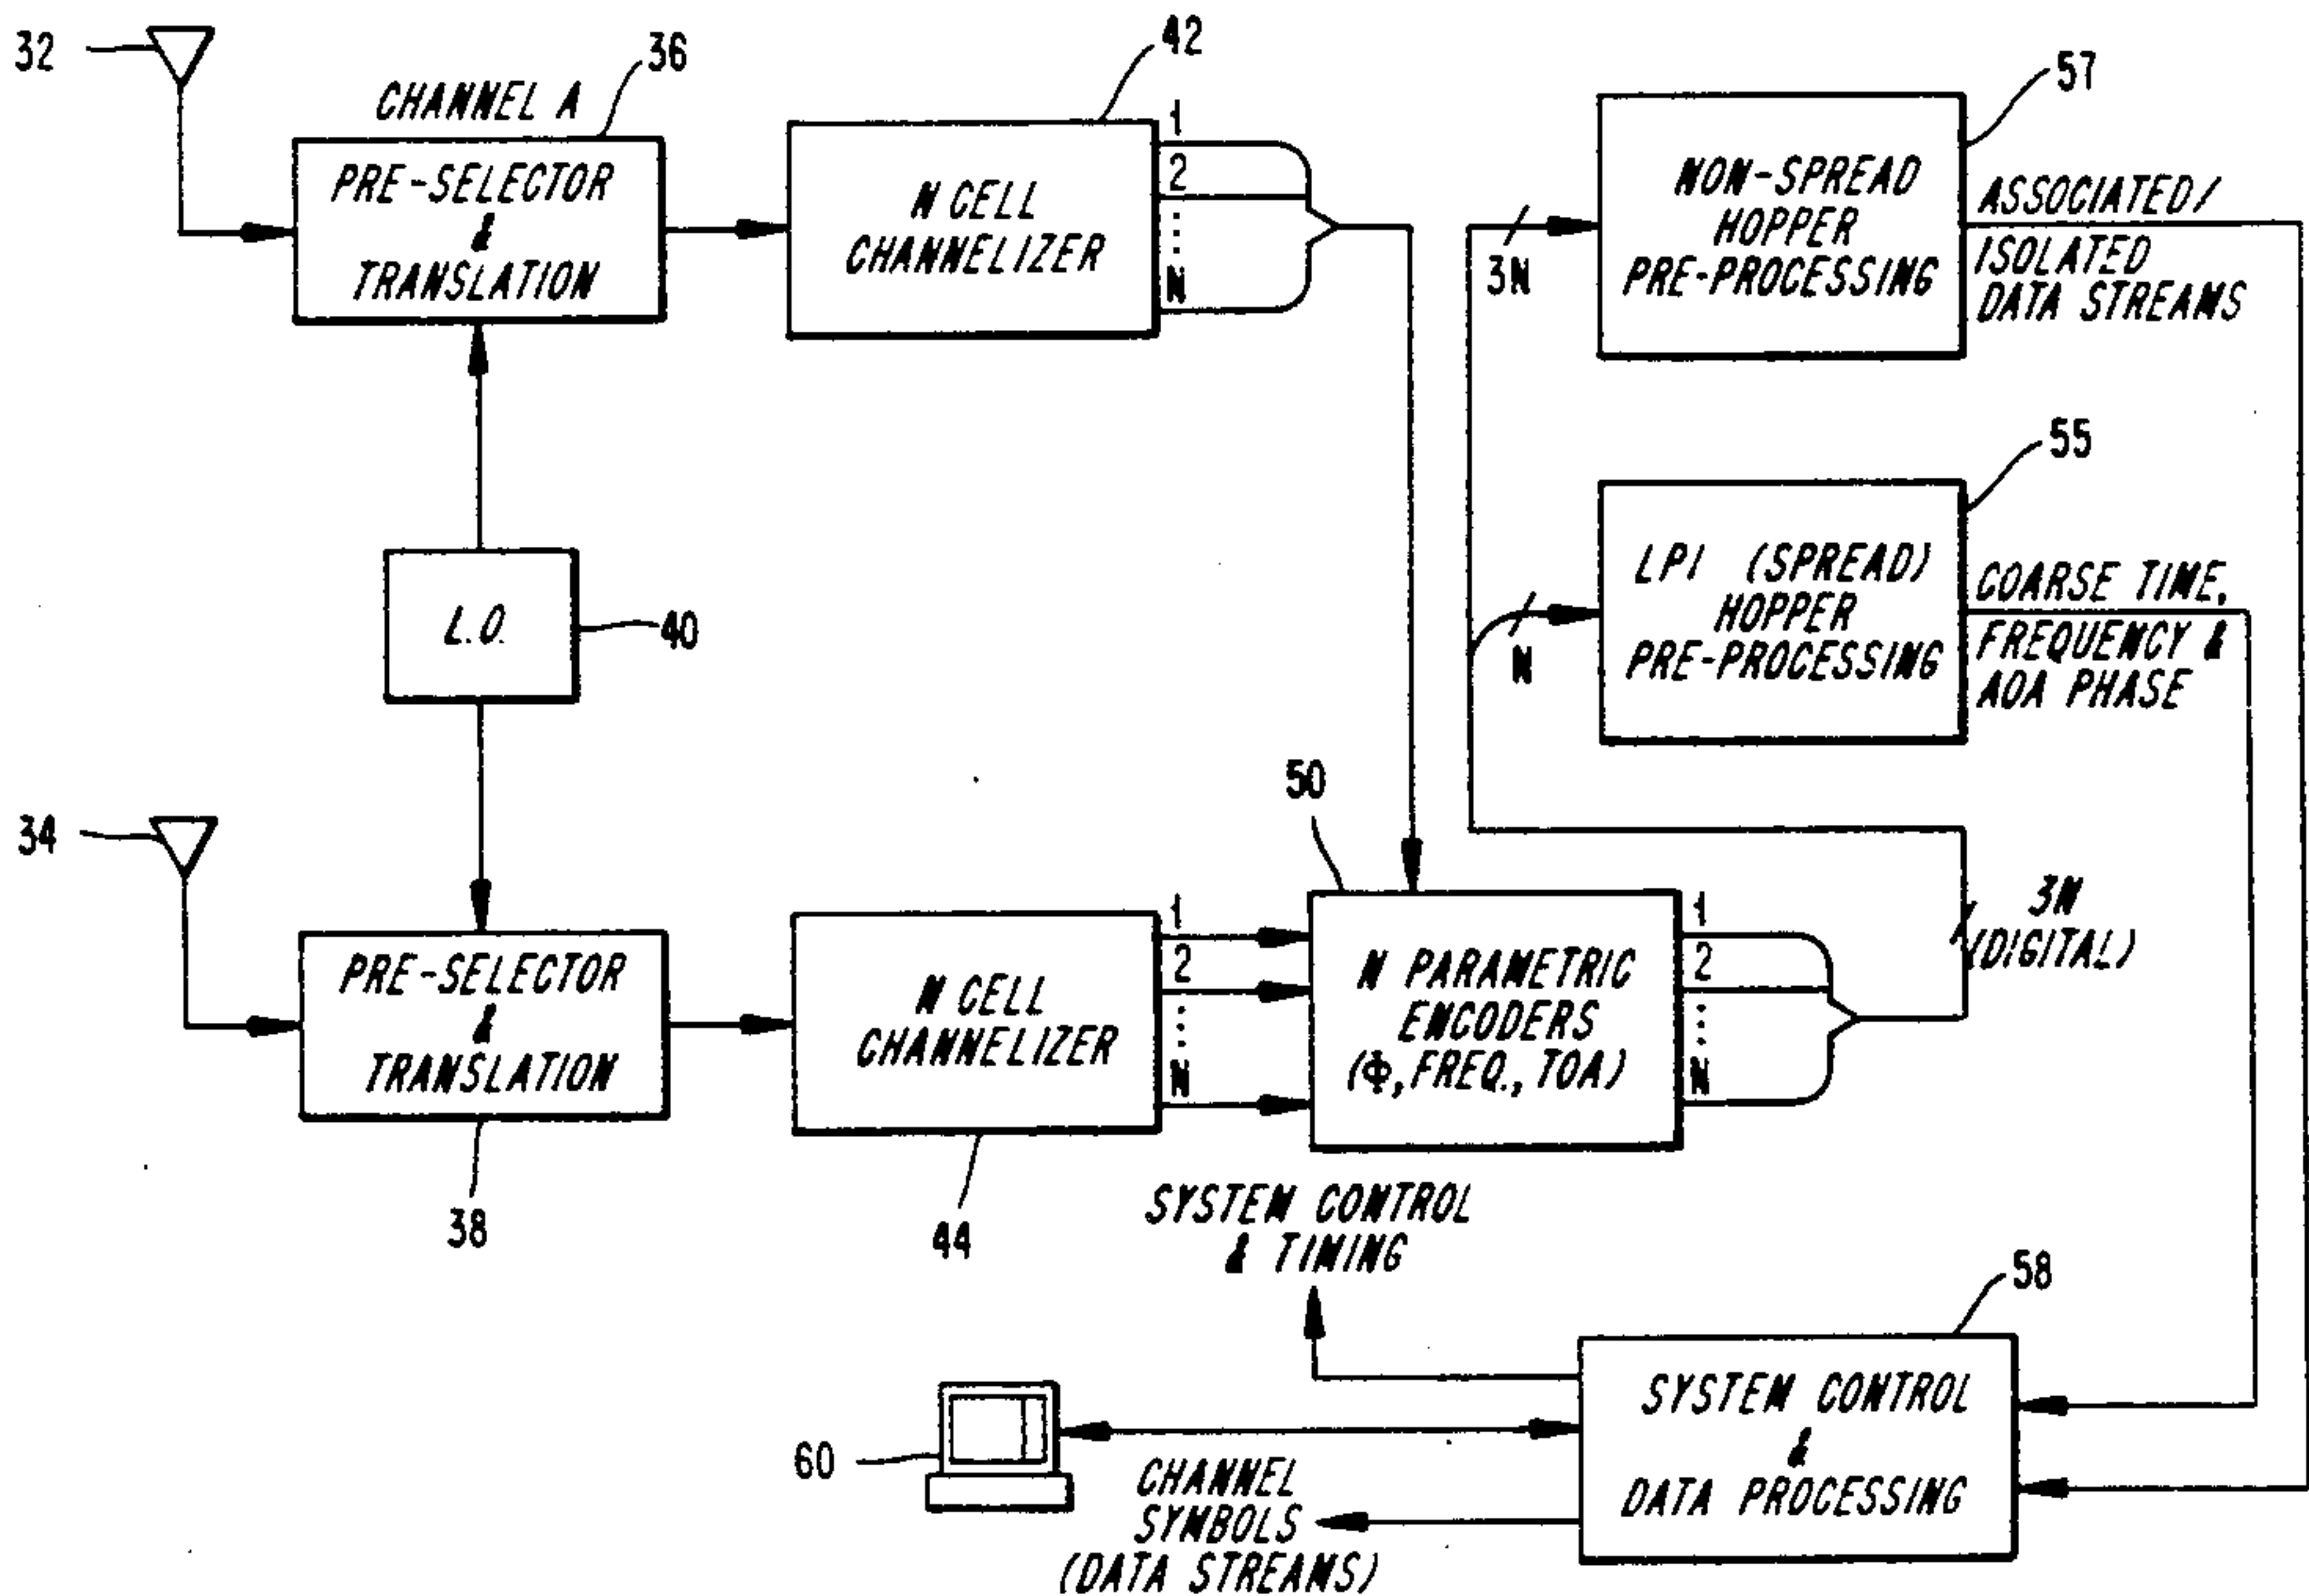 32
CHANNEL A
36
PRE-SELECTOR
&
TRANSLATION
42
N CELL
CHANNELIZER
1
2
N
57
NON-SPREAD
HOPPER
PRE-PROCESSING
3N
ASSOCIATED/
ISOLATED
DATA STREAMS
L.O.
40
55
LPI (SPREAD)
HOPPER
PRE-PROCESSING
N
COARSE TIME,
FREQUENCY &
AOA PHASE
34
PRE-SELECTOR
&
TRANSLATION
38
N CELL
CHANNELIZER
44
1
2
N
50
N PARAMETRIC
ENCODERS
(Φ, FREQ., TOA)
1
2
N
3N
(DIGITAL)
SYSTEM CONTROL
& TIMING
58
SYSTEM CONTROL
&
DATA PROCESSING
60
CHANNEL
SYMBOLS
(DATA STREAMS)